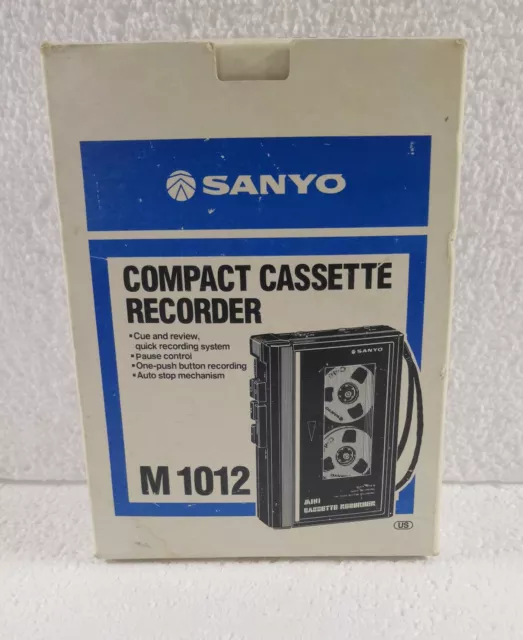 SANYO
COMPACT CASSETTE
RECORDER
•Cue and review,
quick recording system
•Pause control
•One-push button recording
•Auto stop mechanism
SANYO
MINI
CASSETTE RECORDER
M 1012
US